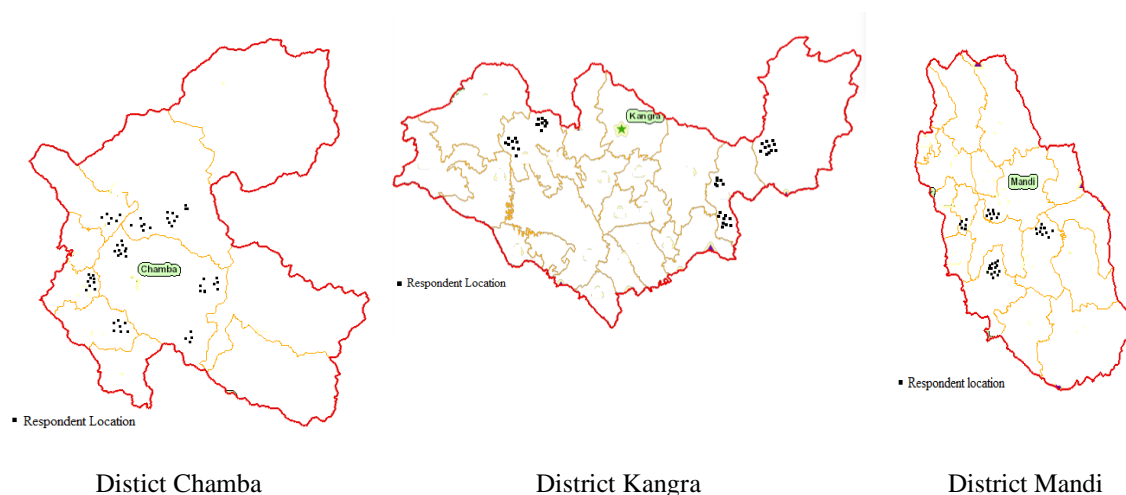 Kangra
Mandi
Chamba
▪ Respondent Location
▪ Respondent location
▪ Respondent Location
Distict Chamba
District Kangra
District Mandi